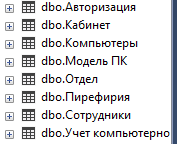 dbo.Авторизация
dbo.Кабинет
dbo.Компьютеры
dbo.Модель ПК
dbo.Отдел
dbo.Пирефирия
dbo.Сотрудники
dbo.Учет компьютерно